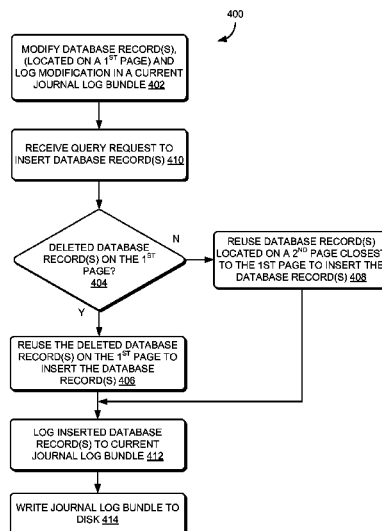 400
MODIFY DATABASE RECORD(S),
(LOCATED ON A 1ST PAGE) AND
LOG MODIFICATION IN A CURRENT
JOURNAL LOG BUNDLE 402
RECEIVE QUERY REQUEST TO
INSERT DATABASE RECORD(S) 410
DELETED DATABASE
RECORD(S) ON THE 1ST
PAGE?
404
N
REUSE DATABASE RECORD(S)
LOCATED ON A 2ND PAGE CLOSEST
TO THE 1ST PAGE TO INSERT THE
DATABASE RECORD(S) 408
Y
REUSE THE DELETED DATABASE
RECORD(S) ON THE 1ST PAGE TO
INSERT THE DATABASE
RECORD(S) 406
LOG INSERTED DATABASE
RECORD(S) TO CURRENT
JOURNAL LOG BUNDLE 412
WRITE JOURNAL LOG BUNDLE TO
DISK 414